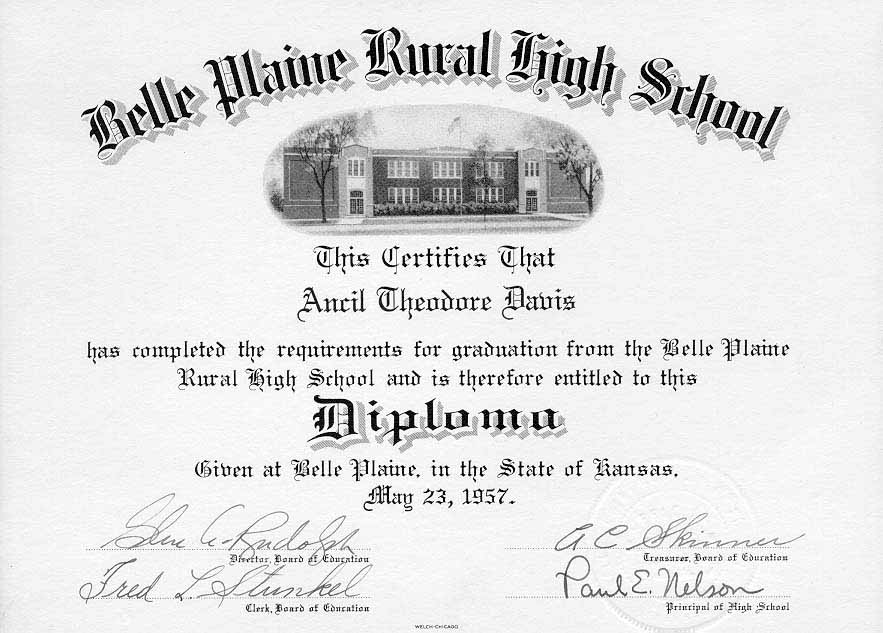 Belle Plaine Rural High School
This Certifies That
Ancil Theodore Davis
has completed the requirements for graduation from the Belle Plaine
Rural High School and is therefore entitled to this
Diploma
Given at Belle Plaine, in the State of Kansas,
May 23, 1957.
Glenn A. Rudolph
Director, Board of Education
A C Skinner
Treasurer, Board of Education
Fred L. Stunkel
Clerk, Board of Education
Paul E. Nelson
Principal of High School
WELCH-CHICAGO